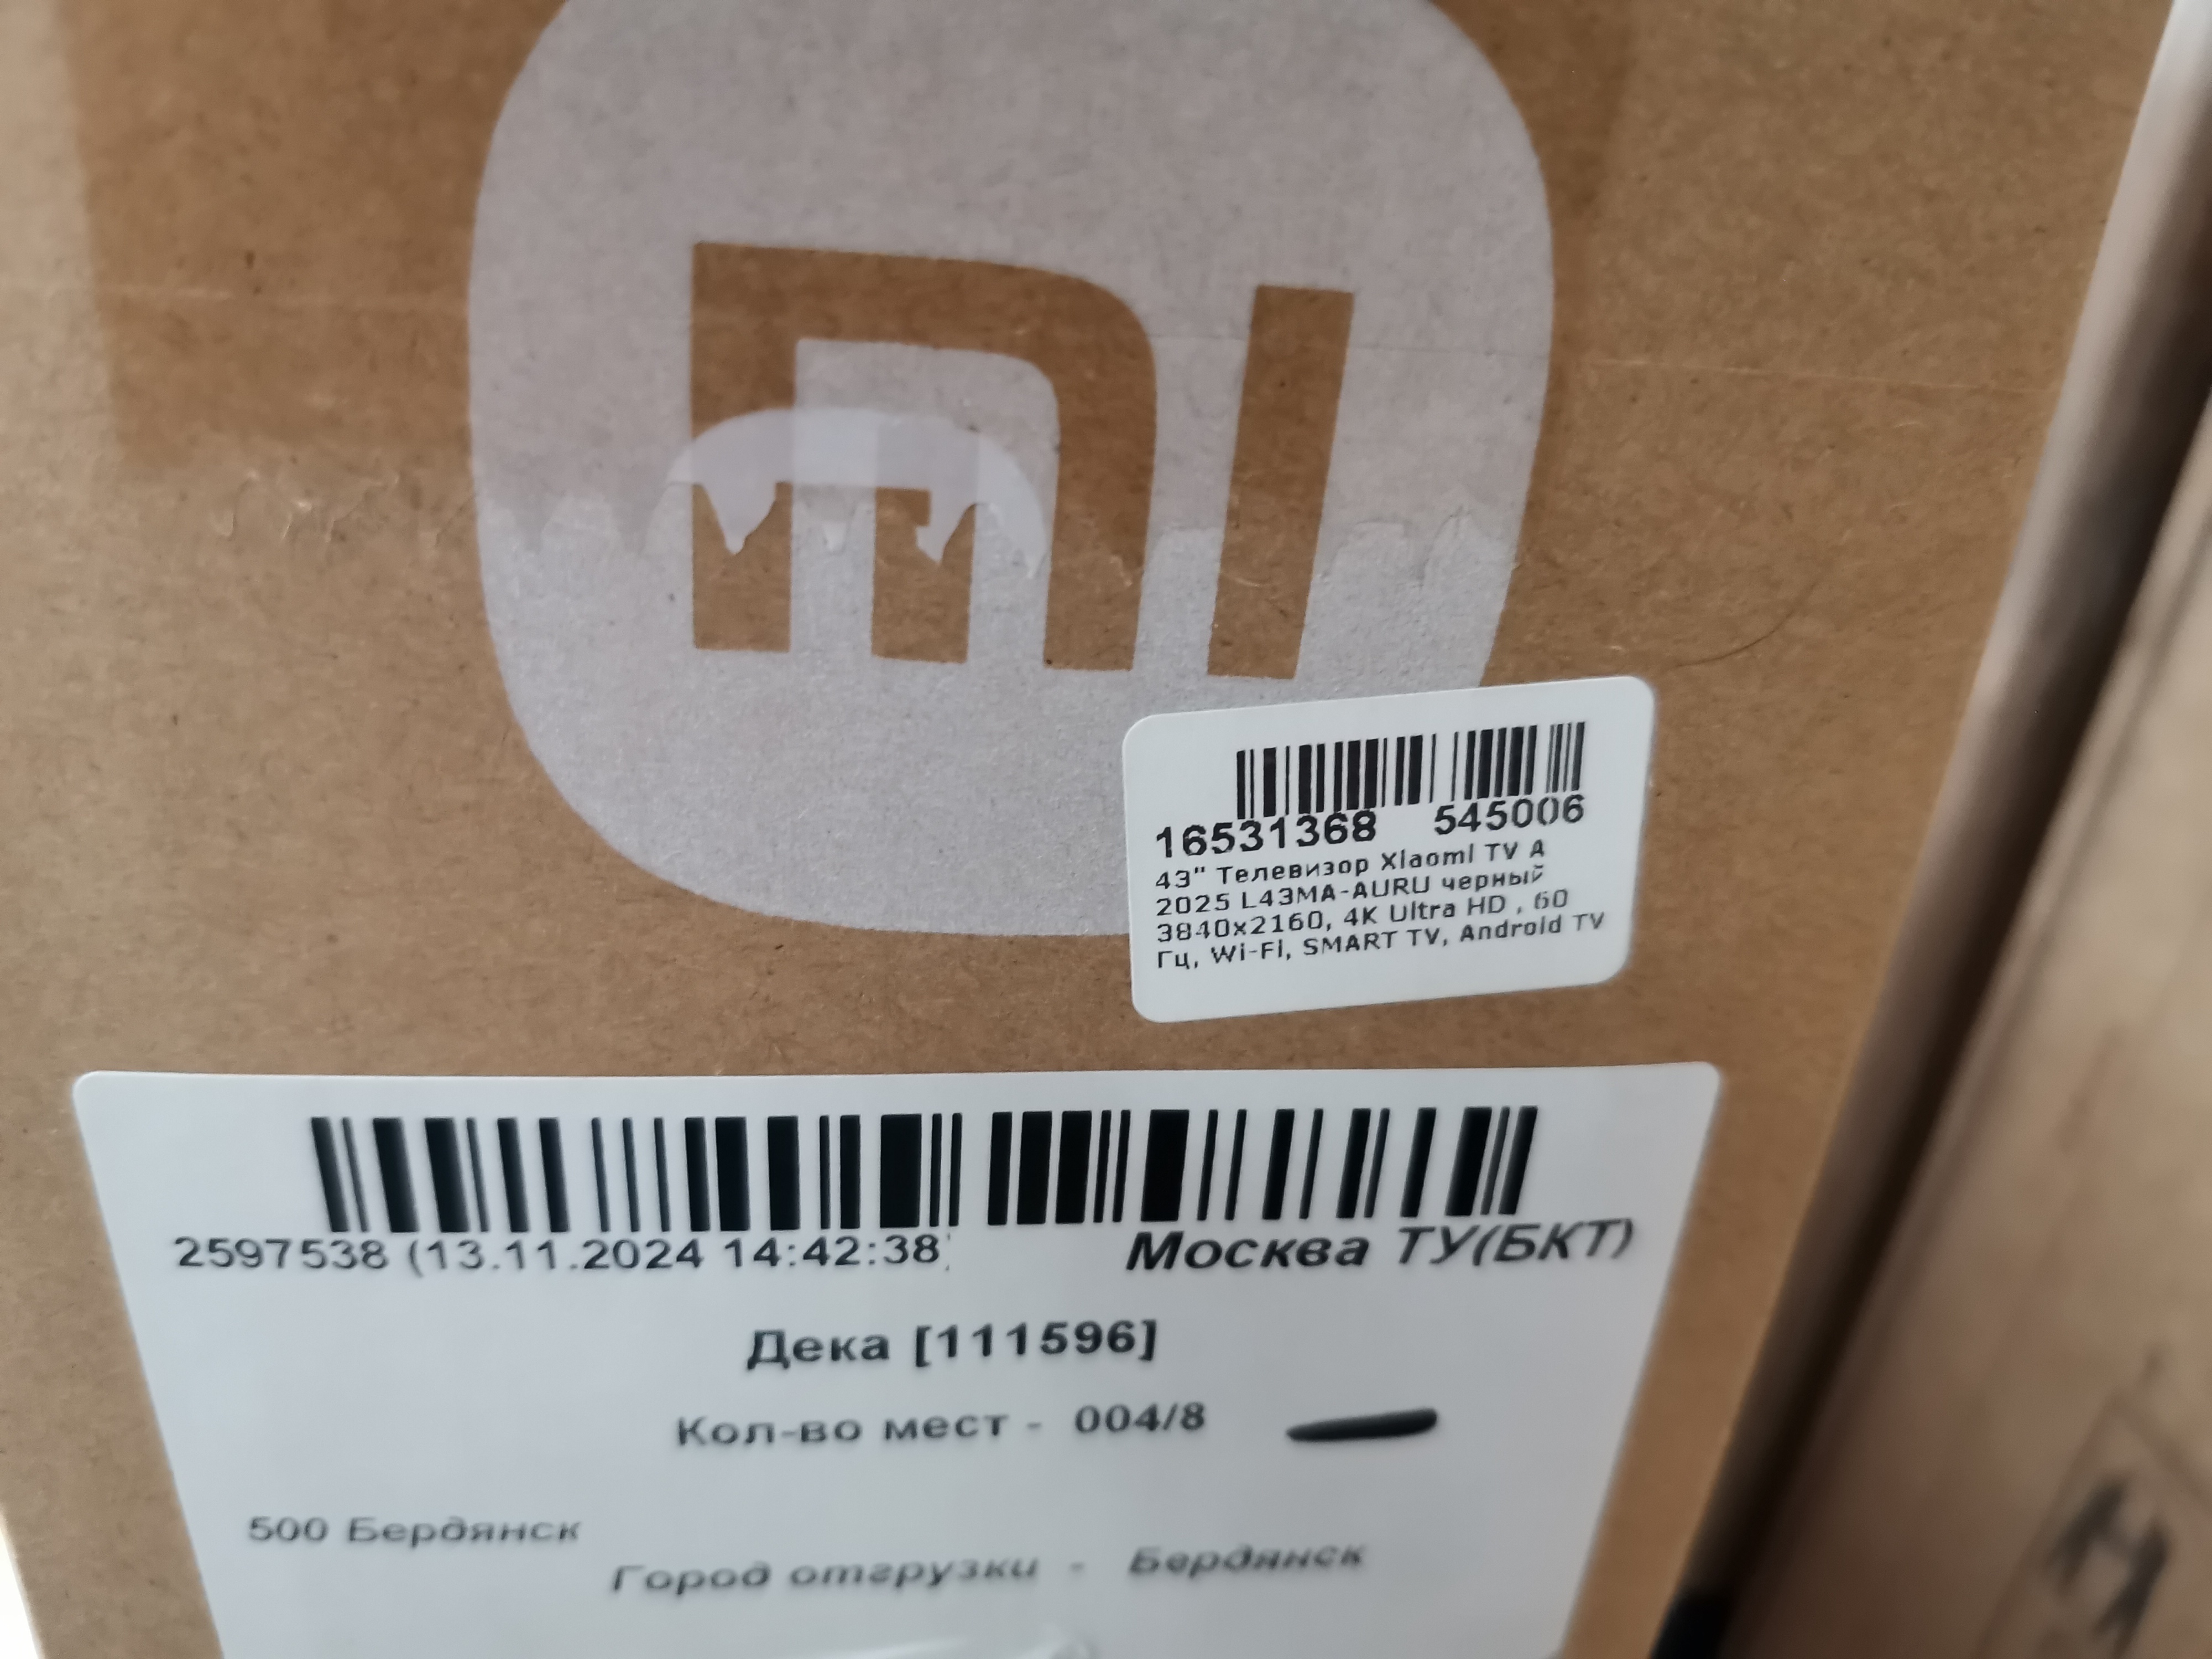 mi
16531368 545006
43" Телевизор Xiaomi TV A
2025 L43MA-AURU черный
3840x2160, 4K Ultra HD , 60
Гц, Wi-Fi, SMART TV, Android TV
2597538 (13.11.2024 14:42:38) Москва ТУ(БКТ)
Дека [111596]
Кол-во мест - 004/8
500 Бердянск
Город отгрузки - Бердянск